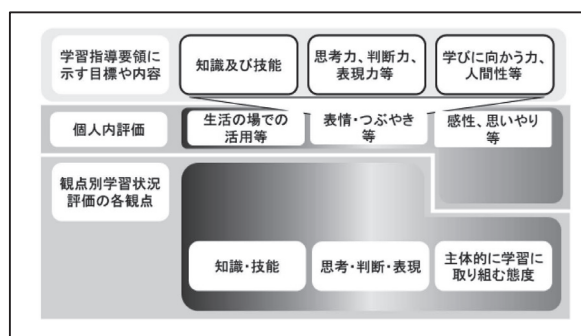 学習指導要領に
示す目標や内容
知識及び技能
思考力、判断力、
表現力等
学びに向かう力、
人間性等
個人内評価
生活の場での
活用等
表情・つぶやき
等
感性、思いやり
等
観点別学習状況
評価の各観点
知識・技能
思考・判断・表現
主体的に学習に
取り組む態度